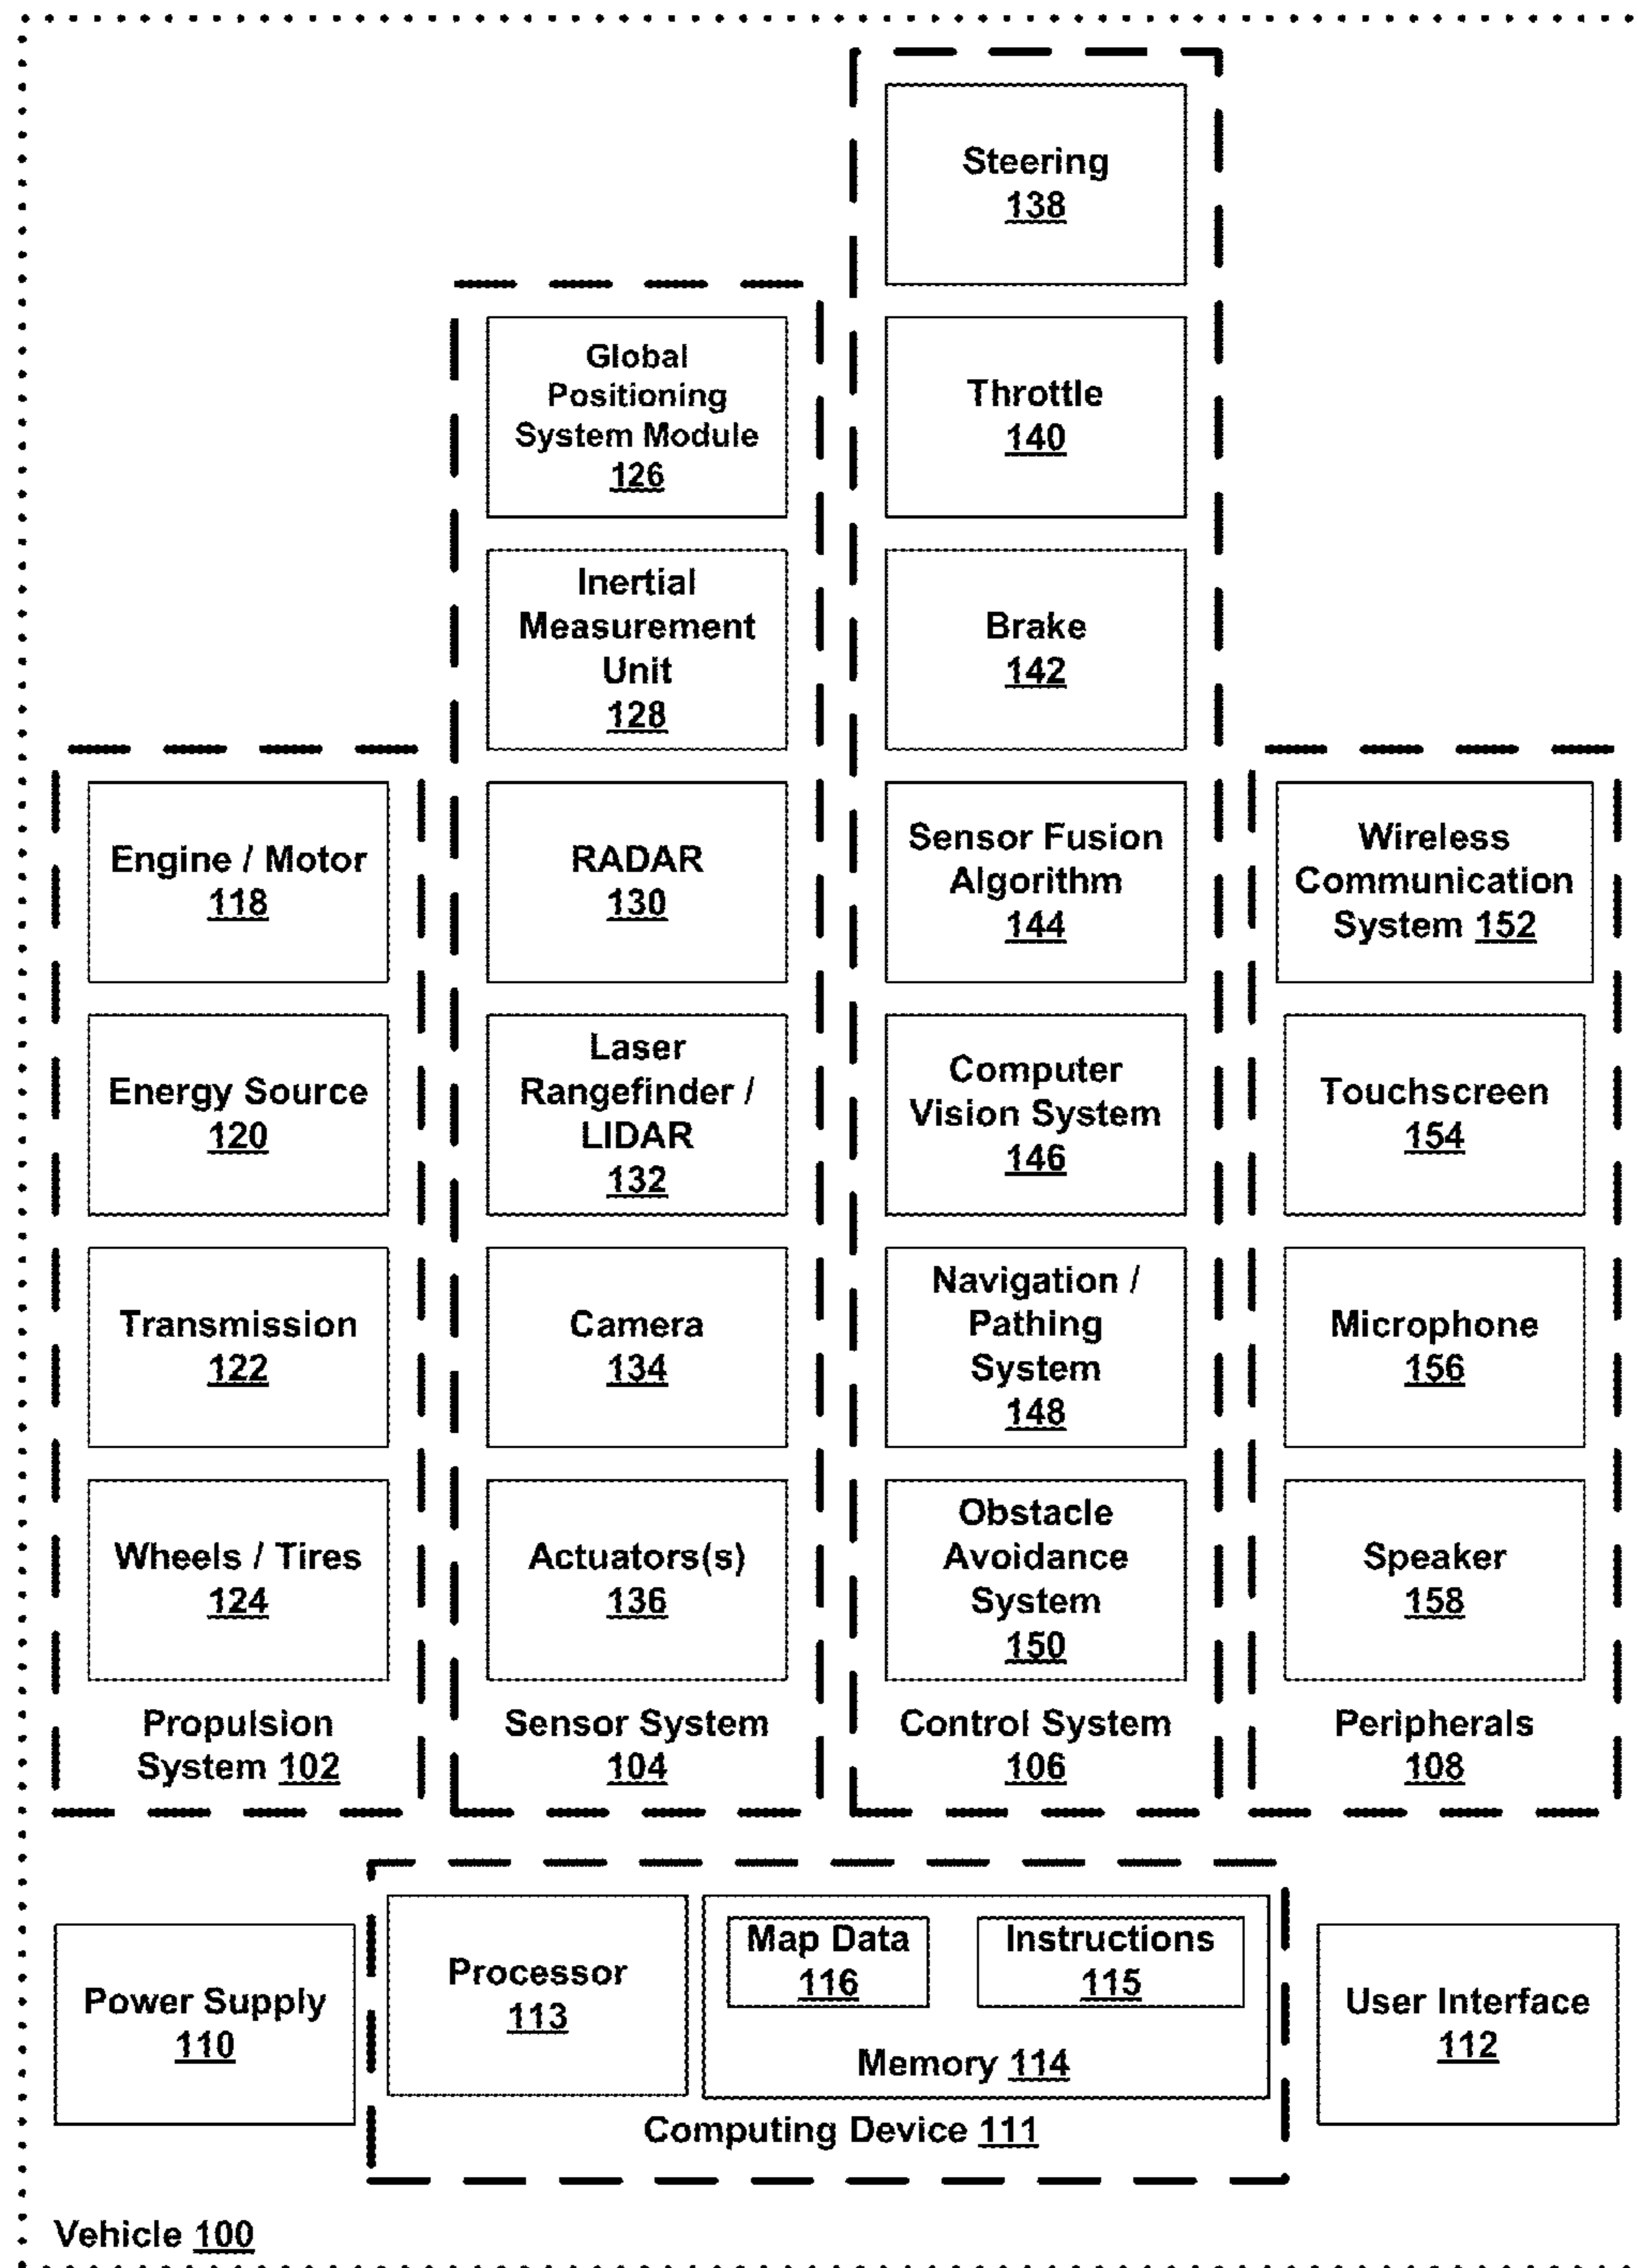 Steering
138
Global
Positioning
System Module
126
Throttle
140
Inertial
Measurement
Unit
128
Brake
142
Engine / Motor
118
RADAR
130
Sensor Fusion
Algorithm
144
Wireless
Communication
System 152
Energy Source
120
Laser
Rangefinder /
LIDAR
132
Computer
Vision System
146
Touchscreen
154
Transmission
122
Camera
134
Navigation /
Pathing
System
148
Microphone
156
Wheels / Tires
124
Actuators(s)
136
Obstacle
Avoidance
System
150
Speaker
158
Propulsion
System 102
Sensor System
104
Control System
106
Peripherals
108
Power Supply
110
Processor
113
Map Data
116
Instructions
115
Memory 114
Computing Device 111
User Interface
112
Vehicle 100